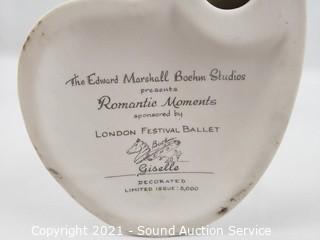 The Edward Marshall Boehm Studios
presents
Romantic Moments
sponsored by
LONDON FESTIVAL BALLET
Giselle
DECORATED
LIMITED ISSUE: 5,000
Copyright 2021 - Sound Auction Service